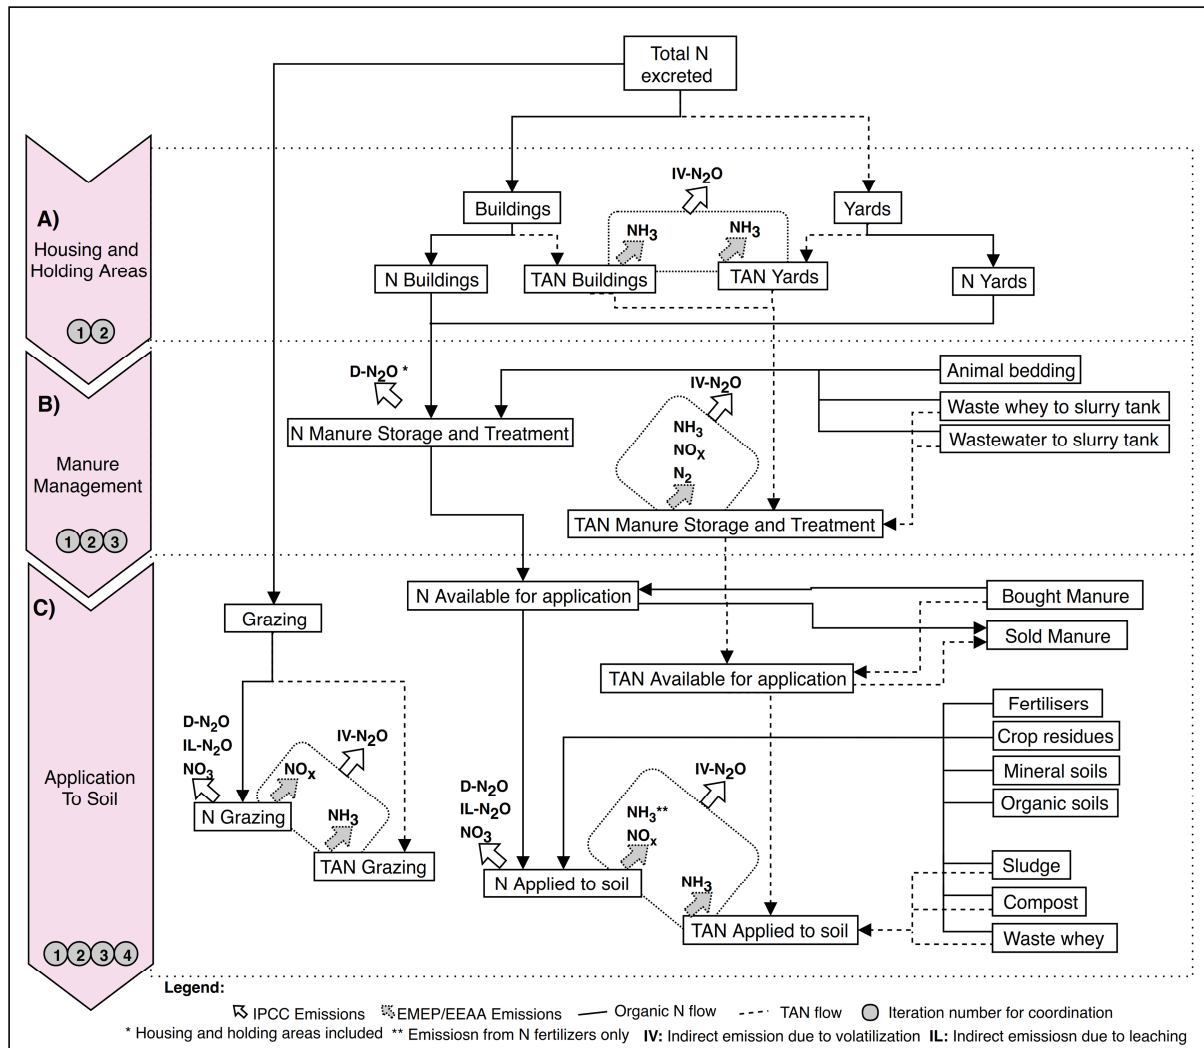 Total N
excreted
A)
Housing and
Holding Areas
1 2
Buildings
IV-N2O
Yards
NH3
NH3
N Buildings
TAN Buildings
TAN Yards
N Yards
B)
Manure
Management
1 2 3
D-N2O *
IV-N2O
Animal bedding
Waste whey to slurry tank
Wastewater to slurry tank
N Manure Storage and Treatment
NH3
NOX
N2
TAN Manure Storage and Treatment
C)
Application
To Soil
1 2 3 4
N Available for application
Bought Manure
Sold Manure
Grazing
TAN Available for application
Fertilisers
Crop residues
Mineral soils
Organic soils
Sludge
Compost
Waste whey
D-N2O
IL-N2O
NO3
NOx
IV-N2O
NH3
N Grazing
TAN Grazing
D-N2O
IL-N2O
NO3
IV-N2O
NH3**
NOx
NH3
N Applied to soil
TAN Applied to soil
Legend:
IPCC Emissions EMEP/EEAA Emissions Organic N flow TAN flow Iteration number for coordination
* Housing and holding areas included ** Emissiosn from N fertilizers only IV: Indirect emission due to volatilization IL: Indirect emissiosn due to leaching